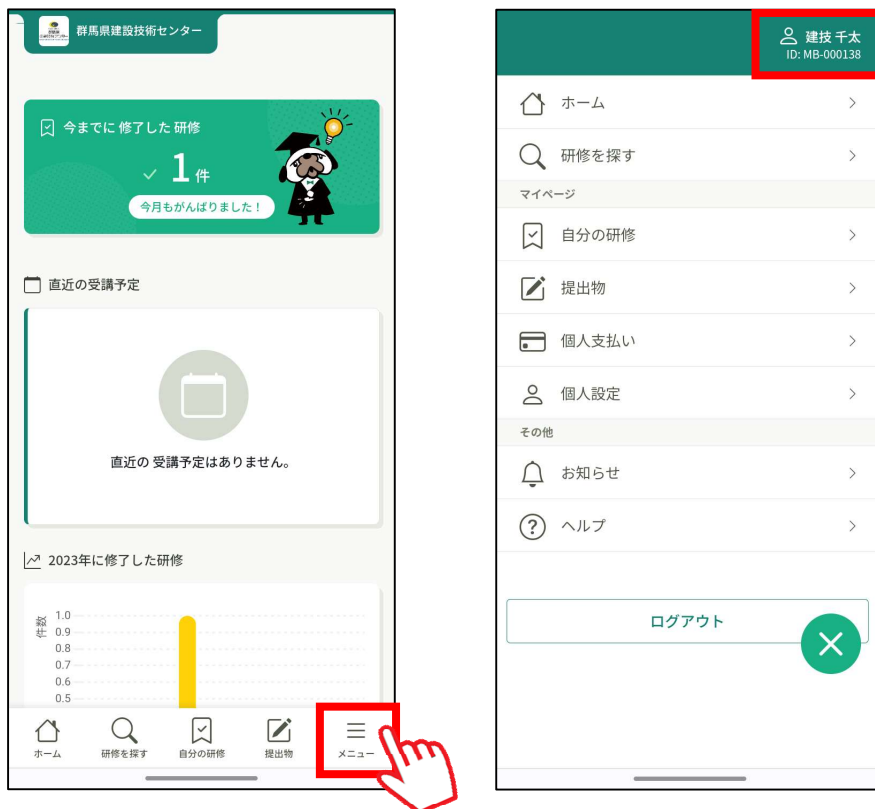 群馬県建設技術センター
今までに 修了した 研修
1 件
今月もがんばりました！
直近の受講予定
直近の 受講予定はありません。
2023年に修了した研修
件数
1.0
0.9
0.8
0.7
0.6
0.5
ホーム
研修を探す
自分の研修
提出物
メニュー
建技 千太
ID: MB-000138
ホーム
研修を探す
マイページ
自分の研修
提出物
個人支払い
個人設定
その他
お知らせ
ヘルプ
ログアウト